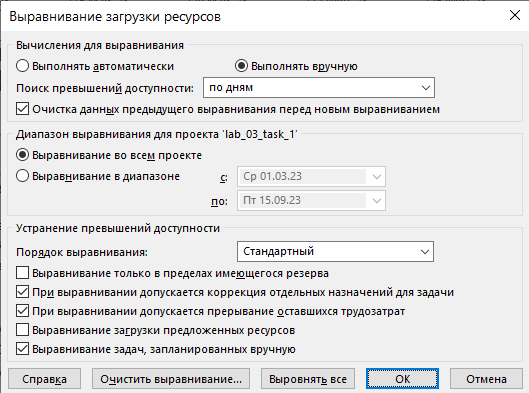 Выравнивание загрузки ресурсов
Вычисления для выравнивания
Выполнять автоматически Выполнять вручную
Поиск превышений доступности: по дням
Очистка данных предыдущего выравнивания перед новым выравниванием
Диапазон выравнивания для проекта 'lab_03_task_1'
Выравнивание во всем проекте
Выравнивание в диапазоне с: Ср 01.03.23
по: Пт 15.09.23
Устранение превышений доступности
Порядок выравнивания: Стандартный
Выравнивание только в пределах имеющегося резерва
При выравнивании допускается коррекция отдельных назначений для задачи
При выравнивании допускается прерывание оставшихся трудозатрат
Выравнивание загрузки предложенных ресурсов
Выравнивание задач, запланированных вручную
Справка Очистить выравнивание... Выровнять все ОК Отмена